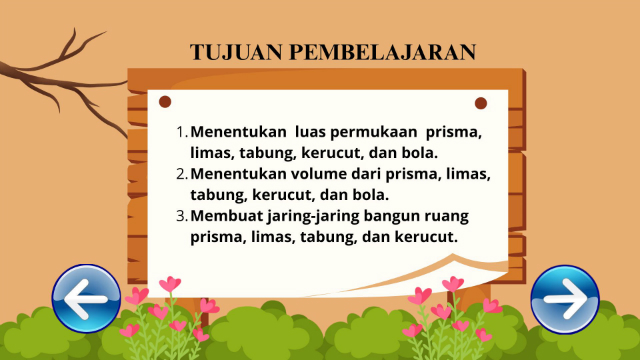 TUJUAN PEMBELAJARAN
1. Menentukan luas permukaan prisma,
limas, tabung, kerucut, dan bola.
2. Menentukan volume dari prisma, limas,
tabung, kerucut, dan bola.
3. Membuat jaring-jaring bangun ruang
prisma, limas, tabung, dan kerucut.